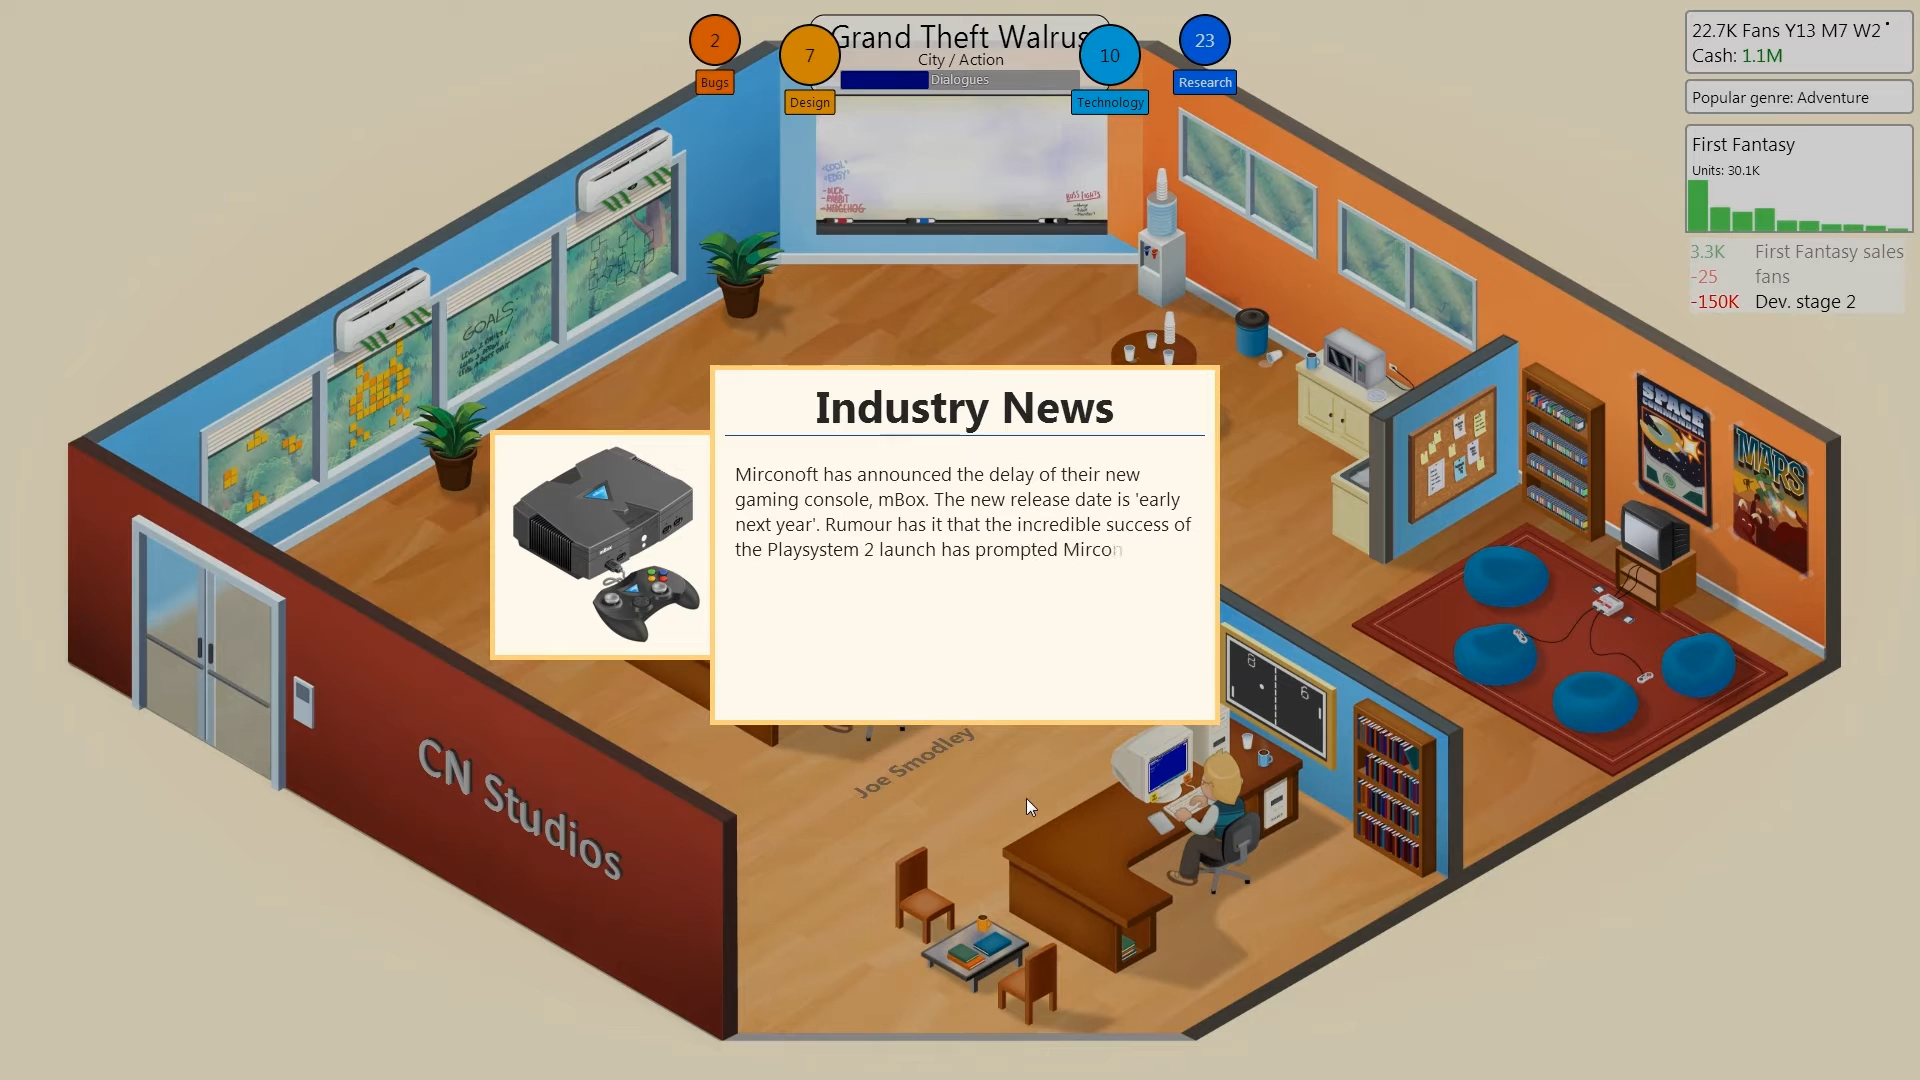 2
Bugs
7
Design
Grand Theft Walrus
City / Action
Dialogues
10
Technology
23
Research
22.7K Fans Y13 M7 W2
Cash: 1.1M
Popular genre: Adventure
First Fantasy
Units: 30.1K
3.3K First Fantasy sales
-25 fans
-150K Dev. stage 2
GOALS:
SPACE
COMMANDER
MARS
Industry News
Mirconoft has announced the delay of their new
gaming console, mBox. The new release date is 'early
next year'. Rumour has it that the incredible success of
the Playsystem 2 launch has prompted Mircon
6
Joe Smodley
CN Studios